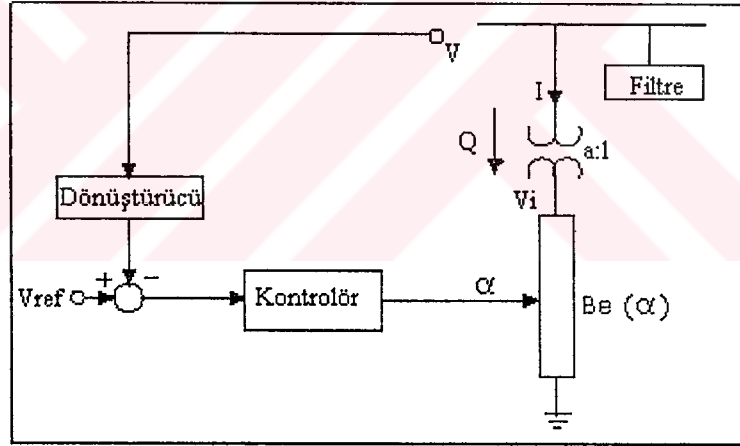 V
Filtre
I
Q
a:1
Vi
Dönüştürücü
+
−
Vref
Kontrolör
α
Be (α)